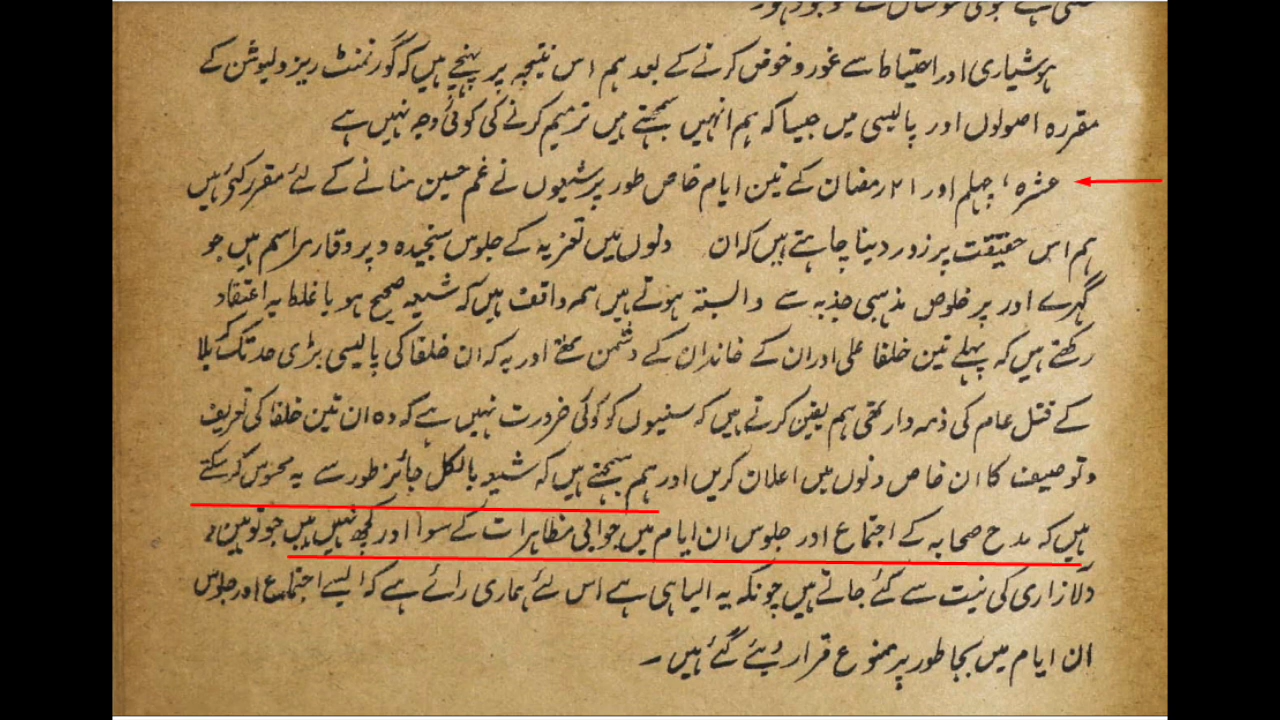 ہوشیاری اور احتیاط سے غور و خوض کرنے کے بعد ہم اس نتیجہ پر پہنچے ہیں کہ گورنمنٹ ریزولیوشن کے
مقررہ اصولوں اور پالیسی میں جیسا کہ ہم انہیں سمجھتے ہیں ترمیم کرنے کی کوئی وجہ نہیں ہے
عشرہ ، چہلم اور ۲۱ رمضان کے تین ایام خاص طور پر شیعوں نے غم حسین منانے کے لئے مقرر کئے ہیں
ہم اس حقیقت پر زور دینا چاہتے ہیں کہ ان دلوں میں تعزیہ کے جلوس سنجیدہ و پر وقار مراسم ہیں جو
گہرے اور پر خلوص مذہبی جذبہ سے وابستہ ہوتے ہیں ہم واقف ہیں کہ شیعہ صحیح ہو یا غلط یہ اعتقاد
رکھتے ہیں کہ پہلے تین خلفا علی اور ان کے خاندان کے دشمن تھے اور یہ کہ ان خلفا کی پالیسی بڑی حد تک کربلا
کے قتل عام کی ذمہ دار تھی ہم یقین کرتے ہیں کہ سنیوں کو کوئی ضرورت نہیں ہے کہ وہ ان تین خلفا کی تعریف
و توصیف کا ان خاص دلوں میں اعلان کریں اور ہم سمجھتے ہیں کہ شیعہ بالکل جائز طور سے یہ محسوس کر سکتے
ہیں کہ مدح صحابہ کے اجتماع اور جلوس ان ایام میں جوابی مظاہرات کے سوا اور کچھ نہیں ہیں جو توہین و
دلآزاری کی نیت سے کئے جاتے ہیں چونکہ یہ ایسا ہی ہے اس لئے ہماری رائے ہے کہ ایسے اجتماع اور جلوس
ان ایام میں بجا طور پر ممنوع قرار دیئے گئے ہیں ۔